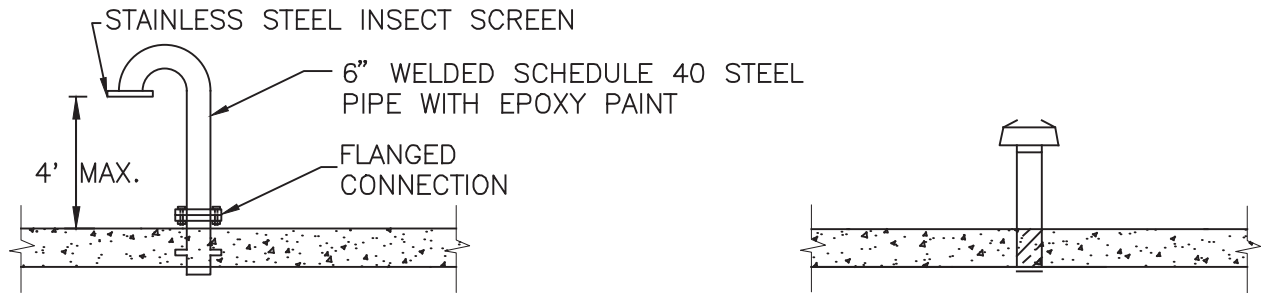 STAINLESS STEEL INSECT SCREEN
6" WELDED SCHEDULE 40 STEEL
PIPE WITH EPOXY PAINT
FLANGED
CONNECTION
4' MAX.